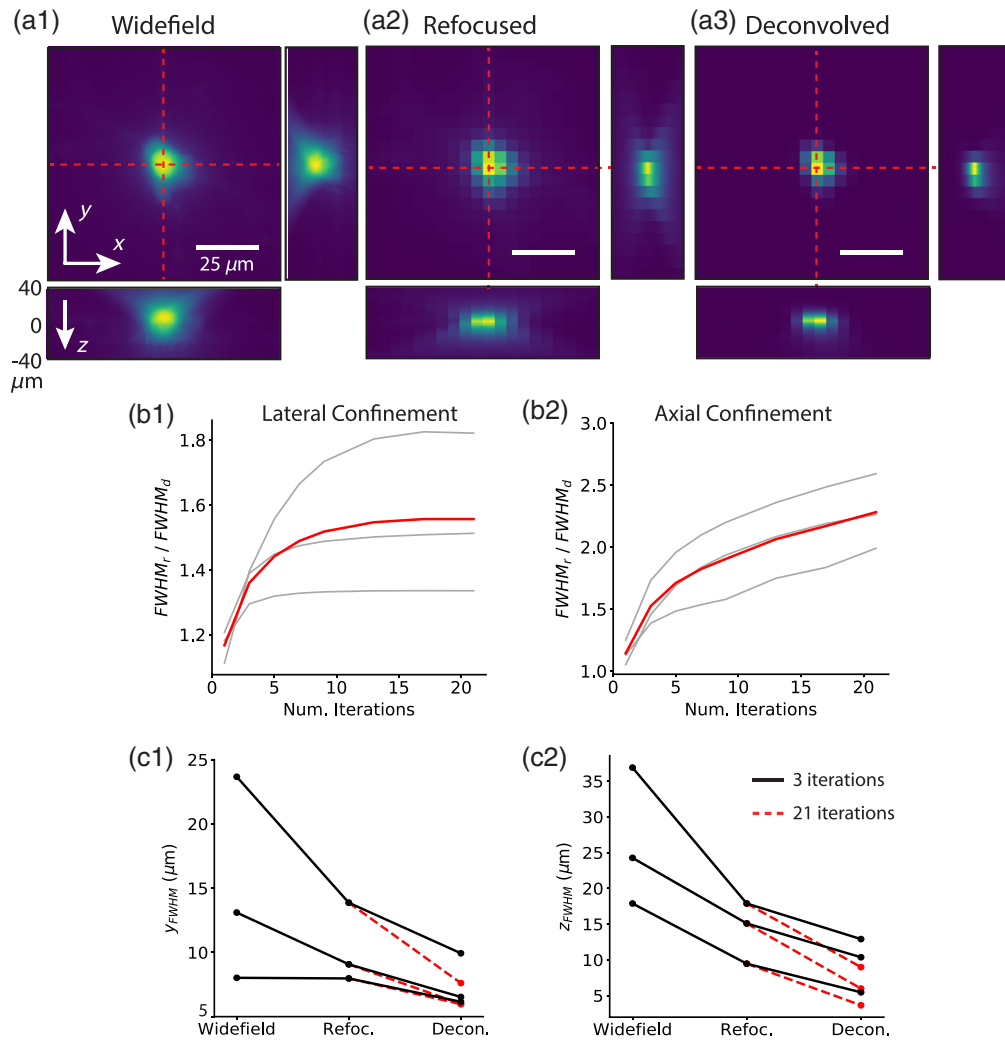 (a1) Widefield
(a2) Refocused
(a3) Deconvolved
y
x
25 μm
40
0
-40
μm
z
(b1) Lateral Confinement
FWHM_r / FWHM_d
1.8
1.6
1.4
1.2
0 5 10 15 20
Num. Iterations
(b2) Axial Confinement
FWHM_r / FWHM_d
3.0
2.5
2.0
1.5
1.0
0 5 10 15 20
Num. Iterations
(c1)
y_FWHM (μm)
25
20
15
10
5
Widefield Refoc. Decon.
(c2)
z_FWHM (μm)
35
30
25
20
15
10
5
Widefield Refoc. Decon.
3 iterations
21 iterations